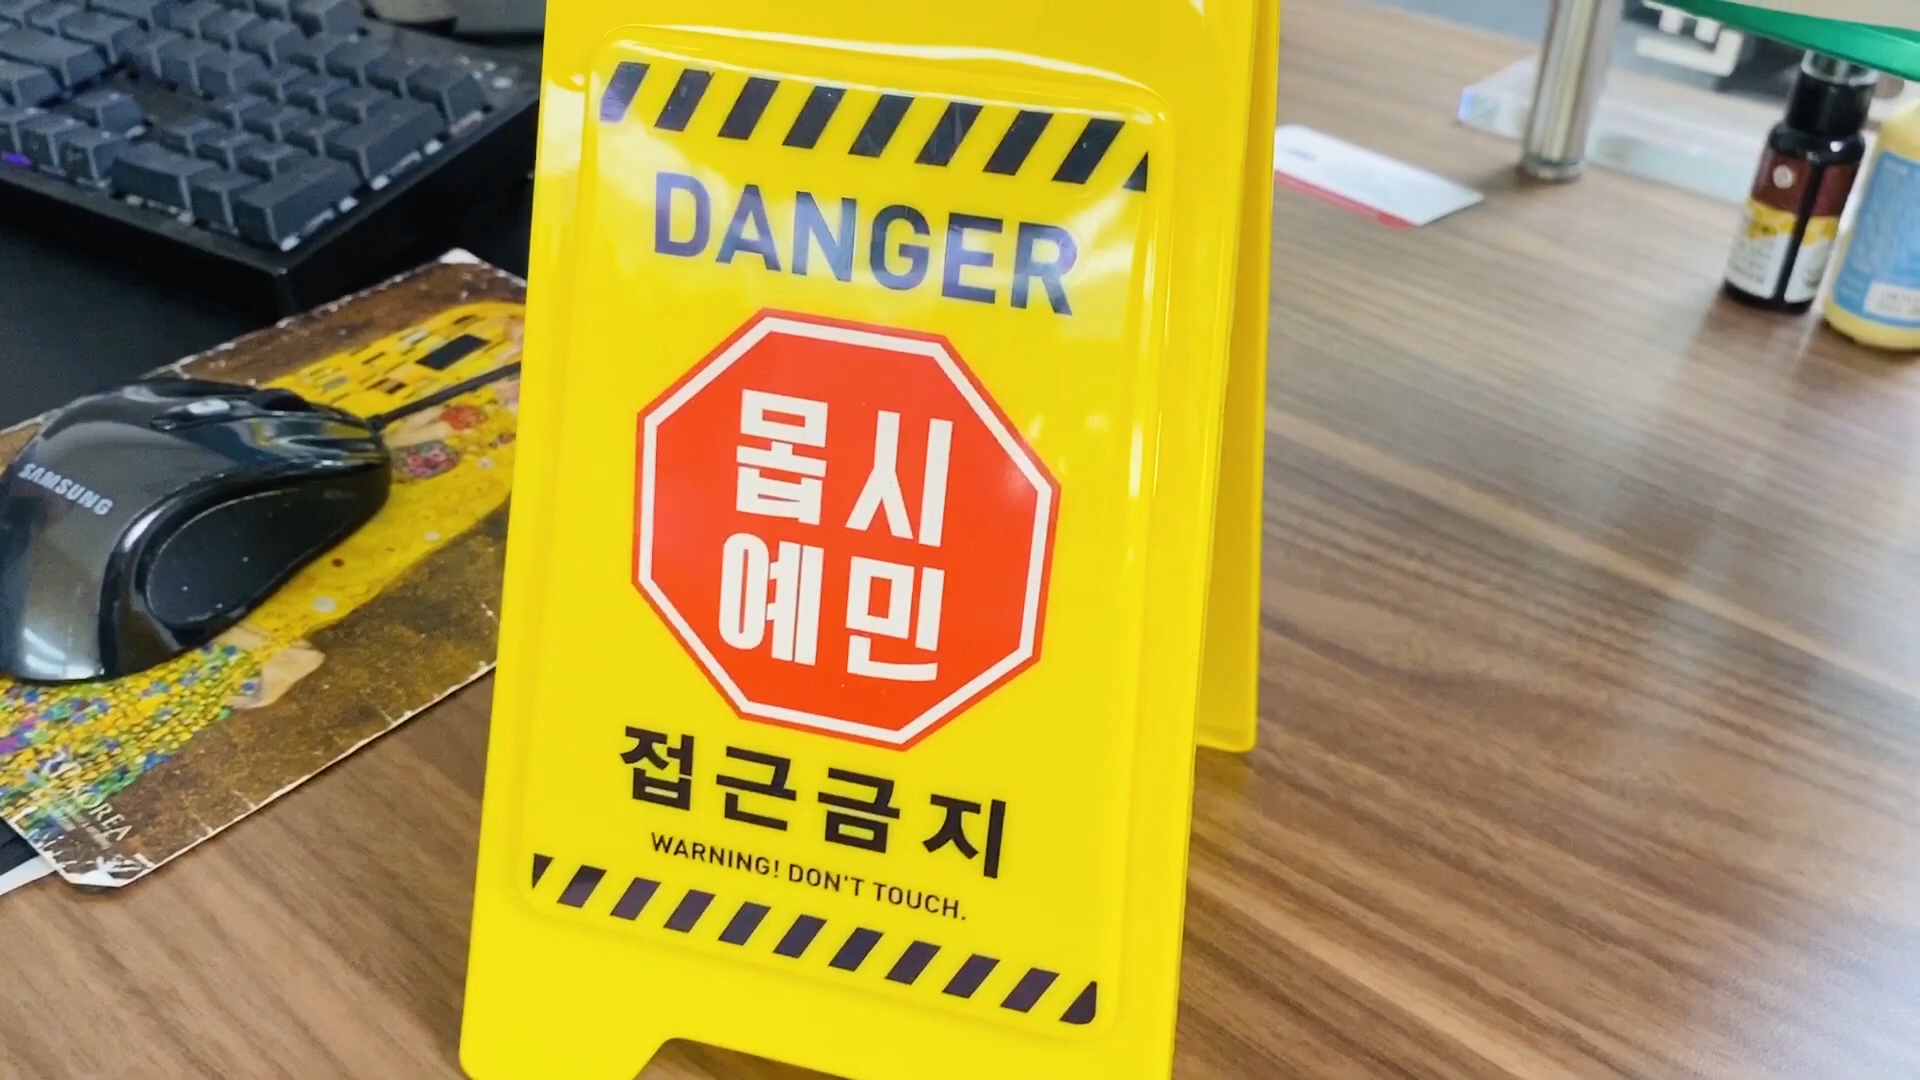 DANGER
몹시
예민
접근금지
WARNING! DON'T TOUCH.
SAMSUNG
KOREA